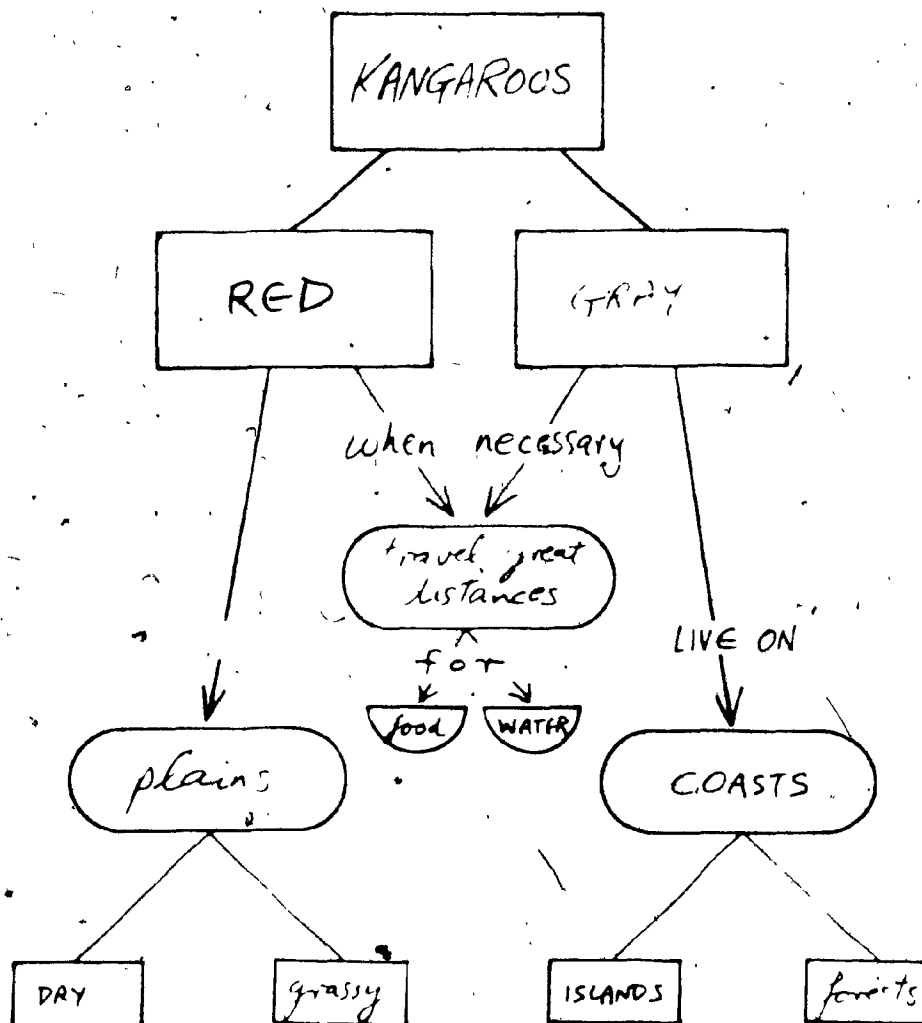 KANGAROOS
RED
GRAY
when necessary
travel great
distances
for
LIVE ON
food
WATER
plains
COASTS
DRY
grassy
ISLANDS
forests